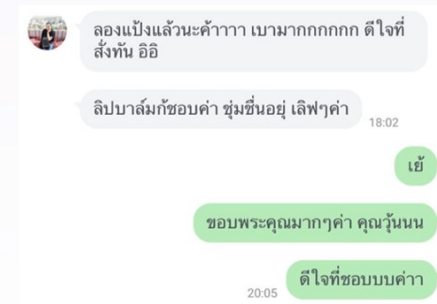 ลองแป้งแล้วนะค้าาาา เบามากกกกกก ดีใจที่
สั่งทัน อิอิ
ลิปบาล์มก้ชอบค่า ชุ่มชื่นอยู่ เลิฟๆค่า
18:02
เย้
ขอบพระคุณมากๆค่า คุณวุ้นนน
ดีใจที่ชอบบบค่าา
20:05